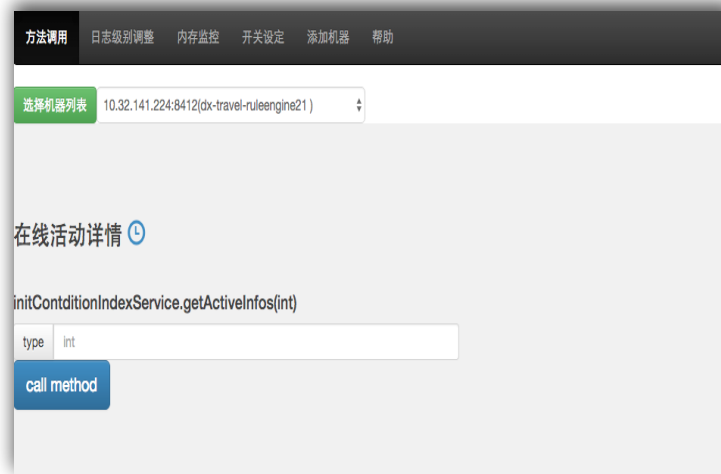 方法调用 日志级别调整 内存监控 开关设定 添加机器 帮助
选择机器列表 10.32.141.224:8412(dx-travel-ruleengine21 )
在线活动详情
initContditionIndexService.getActiveInfos(int)
type int
call method